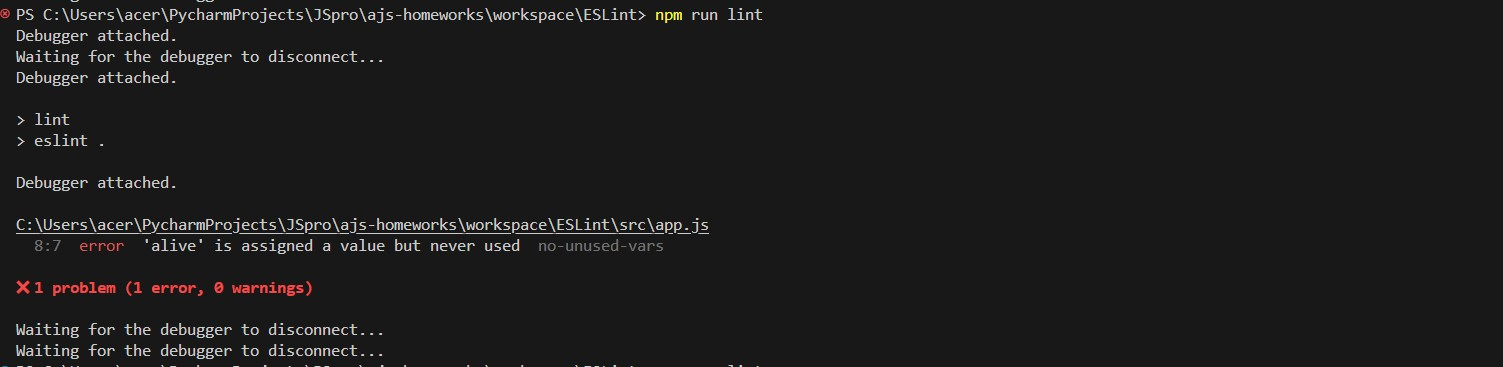 PS C:\Users\acer\PycharmProjects\JSpro\ajs-homeworks\workspace\ESLint> npm run lint
Debugger attached.
Waiting for the debugger to disconnect...
Debugger attached.
> lint
> eslint .
Debugger attached.
C:\Users\acer\PycharmProjects\JSpro\ajs-homeworks\workspace\ESLint\src\app.js
8:7 error 'alive' is assigned a value but never used no-unused-vars
❌ 1 problem (1 error, 0 warnings)
Waiting for the debugger to disconnect...
Waiting for the debugger to disconnect...